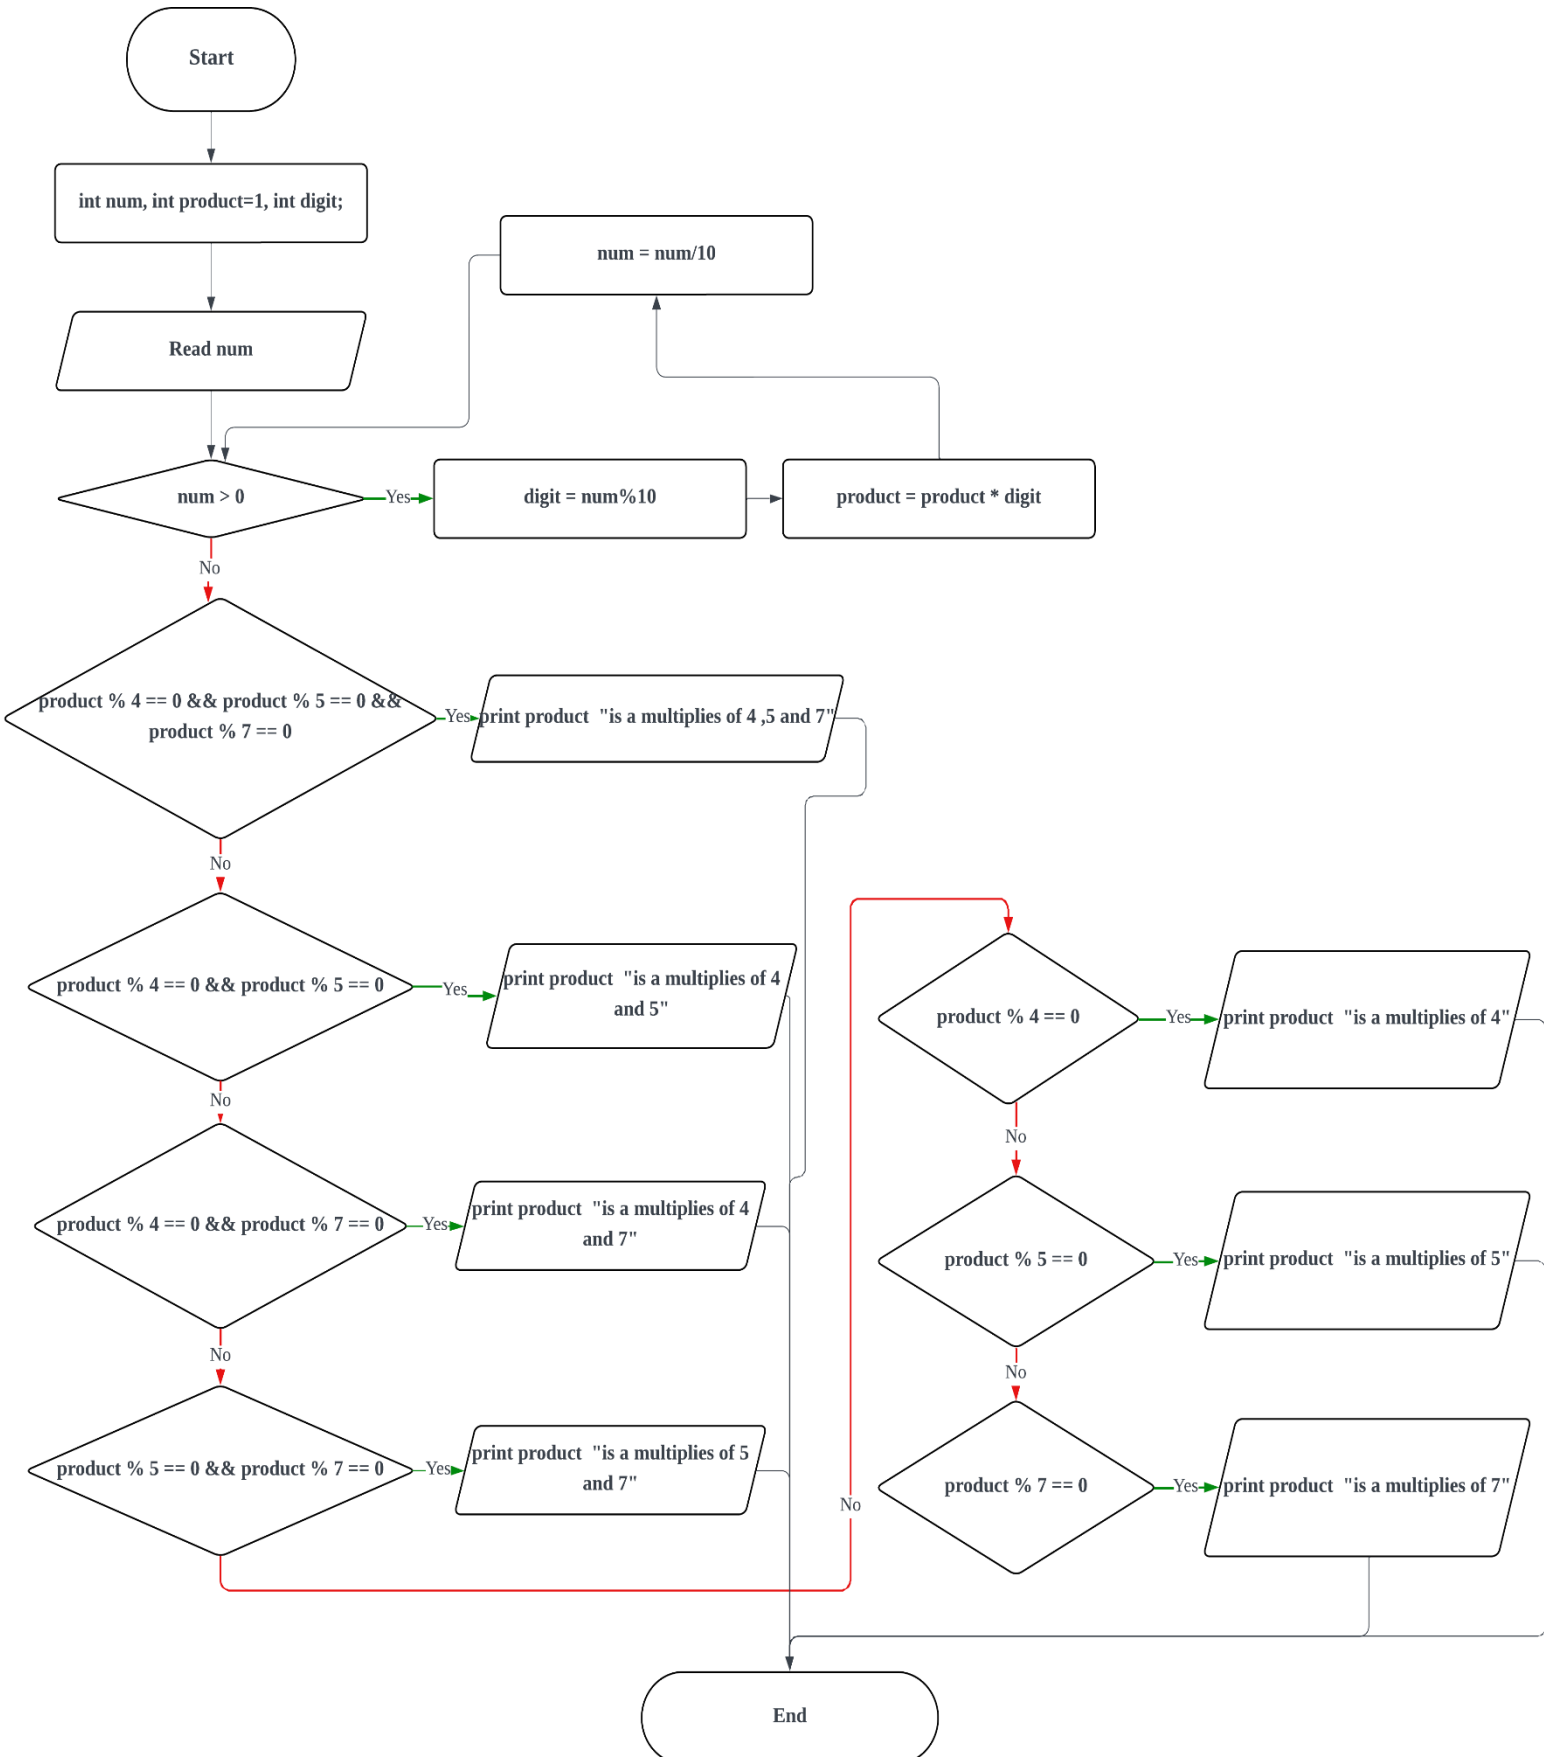 Start
int num, int product=1, int digit;
num = num/10
Read num
num > 0
Yes
digit = num%10
product = product * digit
No
product % 4 == 0 && product % 5 == 0 &&
product % 7 == 0
Yes
print product "is a multiplies of 4 ,5 and 7"
No
product % 4 == 0 && product % 5 == 0
Yes
print product "is a multiplies of 4
and 5"
No
product % 4 == 0 && product % 7 == 0
Yes
print product "is a multiplies of 4
and 7"
No
product % 5 == 0 && product % 7 == 0
Yes
print product "is a multiplies of 5
and 7"
No
product % 4 == 0
Yes
print product "is a multiplies of 4"
No
product % 5 == 0
Yes
print product "is a multiplies of 5"
No
product % 7 == 0
Yes
print product "is a multiplies of 7"
End